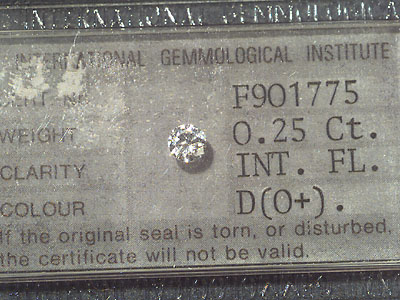 INTERNATIONAL GEMMOLOGICAL INSTITUTE
F901775
WEIGHT 0.25 Ct.
CLARITY INT. FL.
COLOUR D(O+).
If the original seal is torn, or disturbed,
the certificate will not be valid.